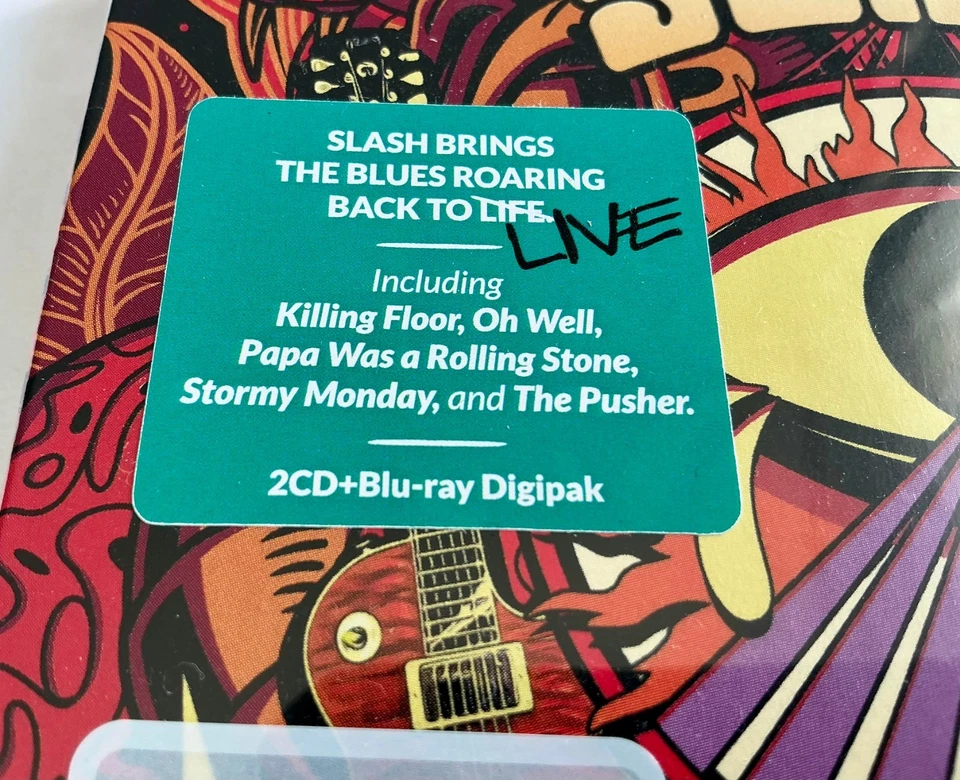 SLASH BRINGS
THE BLUES ROARING
BACK TO LIFE.
LIVE
Including
Killing Floor, Oh Well,
Papa Was a Rolling Stone,
Stormy Monday, and The Pusher.
2CD+Blu-ray Digipak